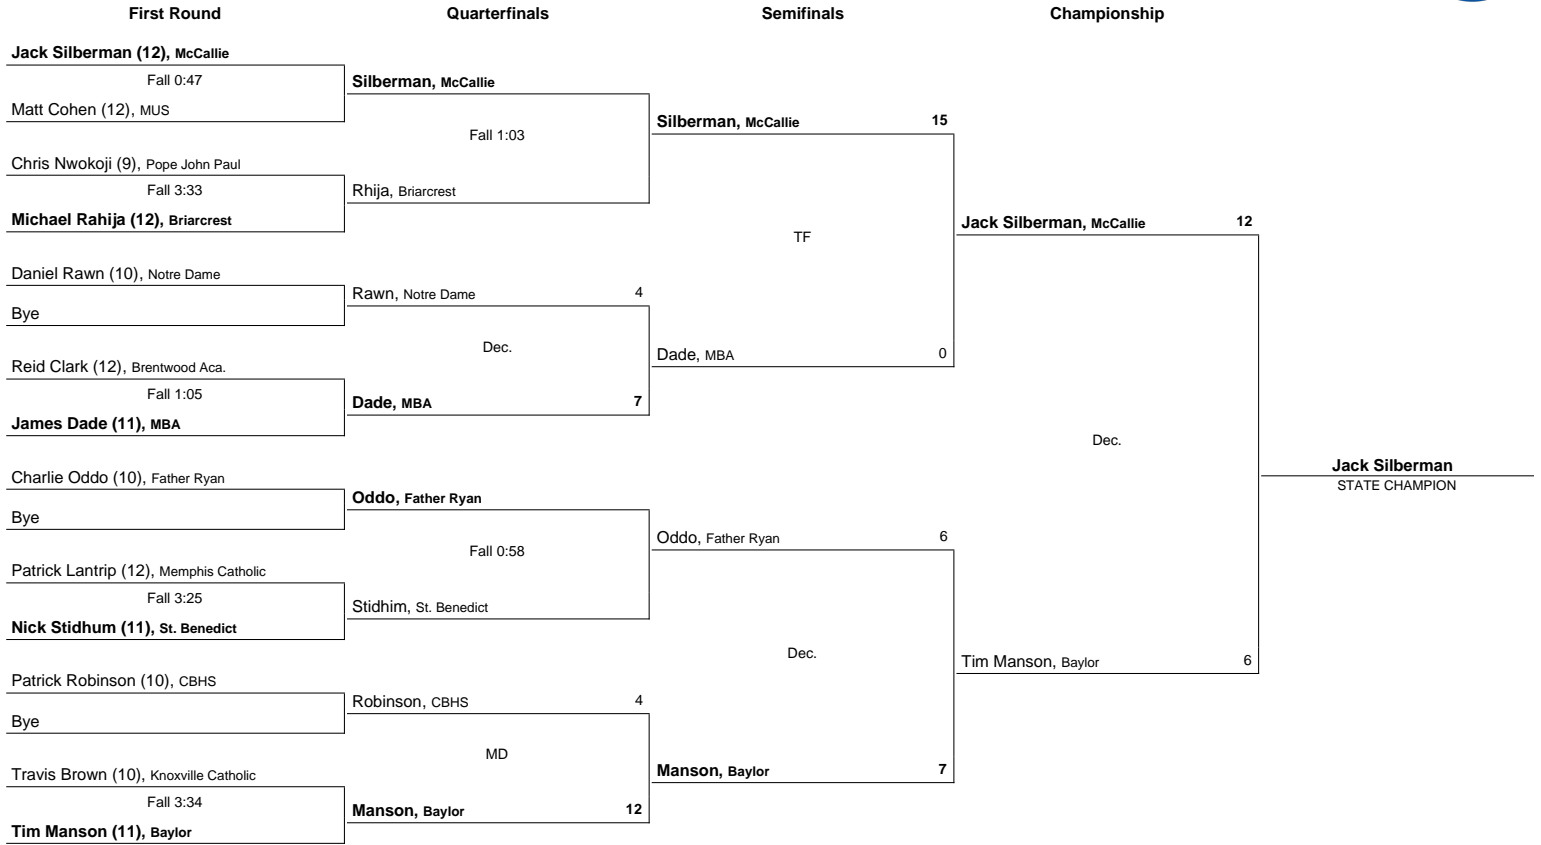 First Round
Quarterfinals
Semifinals
Championship
Jack Silberman (12), McCallie
Fall 0:47
Matt Cohen (12), MUS
Chris Nwokoji (9), Pope John Paul
Fall 3:33
Michael Rahija (12), Briarcrest
Daniel Rawn (10), Notre Dame
Bye
Reid Clark (12), Brentwood Aca.
Fall 1:05
James Dade (11), MBA
Charlie Oddo (10), Father Ryan
Bye
Patrick Lantrip (12), Memphis Catholic
Fall 3:25
Nick Stidhum (11), St. Benedict
Patrick Robinson (10), CBHS
Bye
Travis Brown (10), Knoxville Catholic
Fall 3:34
Tim Manson (11), Baylor
Silberman, McCallie
Fall 1:03
Rhija, Briarcrest
Rawn, Notre Dame 4
Dec.
Dade, MBA 7
Oddo, Father Ryan
Fall 0:58
Stidhim, St. Benedict
Robinson, CBHS 4
MD
Manson, Baylor 12
Silberman, McCallie 15
TF
Dade, MBA 0
Oddo, Father Ryan 6
Dec.
Manson, Baylor 7
Jack Silberman, McCallie 12
Dec.
Tim Manson, Baylor 6
Jack Silberman
STATE CHAMPION